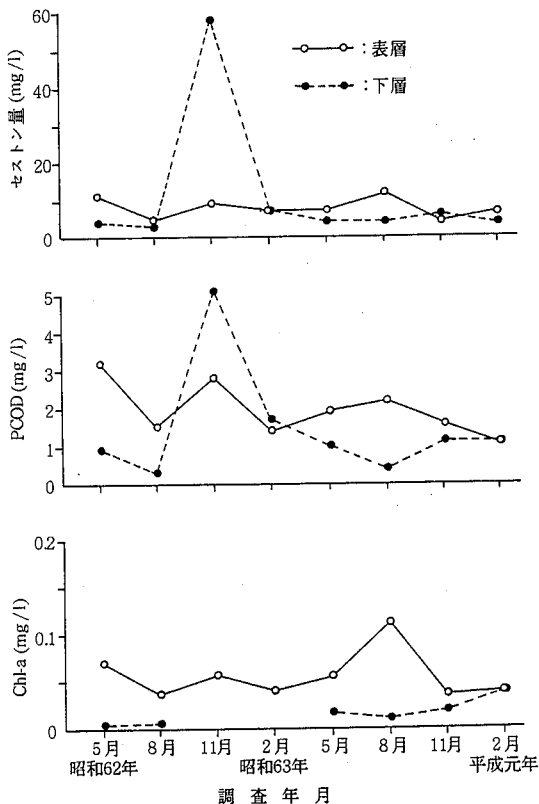 60
40
20
0
セストン量 (mg/l)
:表層
:下層
5
4
3
2
1
0
PCOD (mg/l)
0.2
0.1
0
Chl-a (mg/l)
5月 8月 11月 2月 5月 8月 11月 2月
昭和62年 昭和63年 平成元年
調査年月